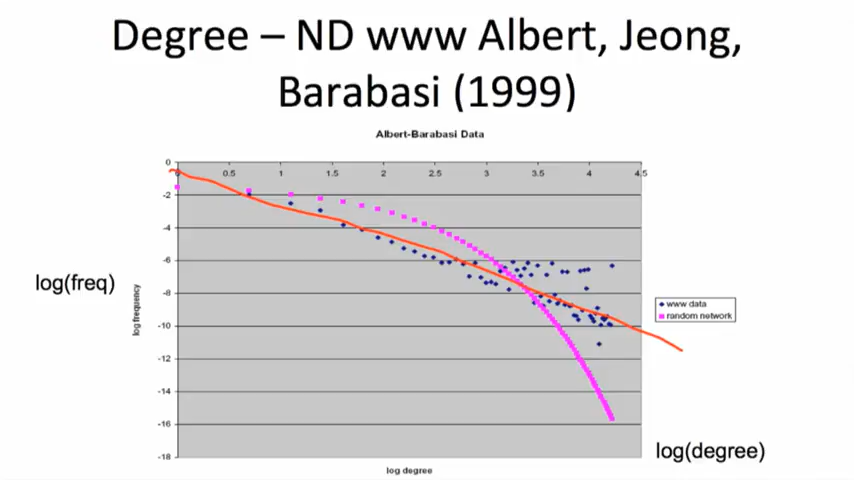 Degree – ND www Albert, Jeong,
Barabasi (1999)
Albert-Barabasi Data
0
0 0.5 1 1.5 2 2.5 3 3.5 4 4.5
-2
-4
-6
log(freq)
-8
log frequency
www data
random network
-10
-12
-14
-16
log(degree)
-18
log degree